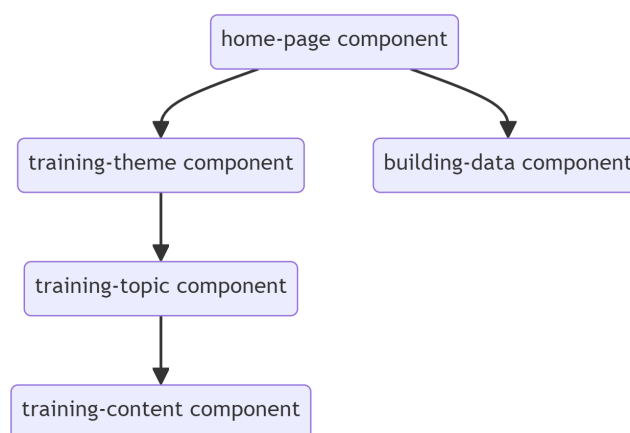 home-page component
training-theme component
building-data component
training-topic component
training-content component